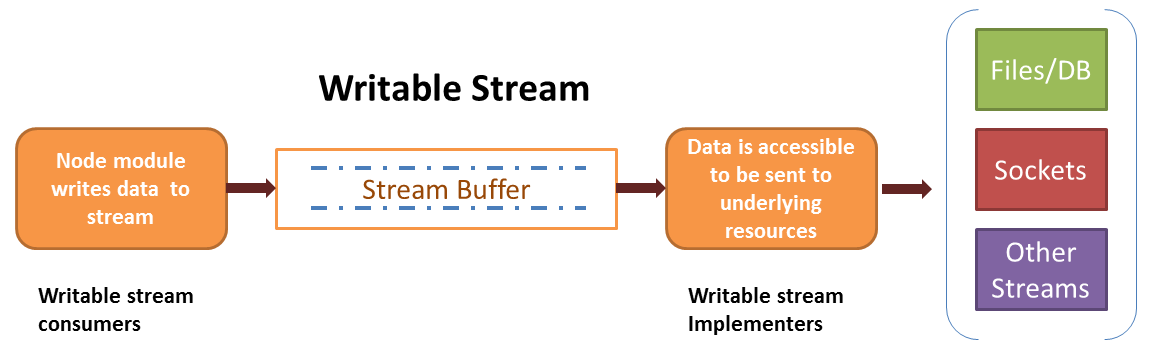 Writable Stream
Node module
writes data to
stream
Stream Buffer
Data is accessible
to be sent to
underlying
resources
Files/DB
Sockets
Other
Streams
Writable stream
consumers
Writable stream
Implementers